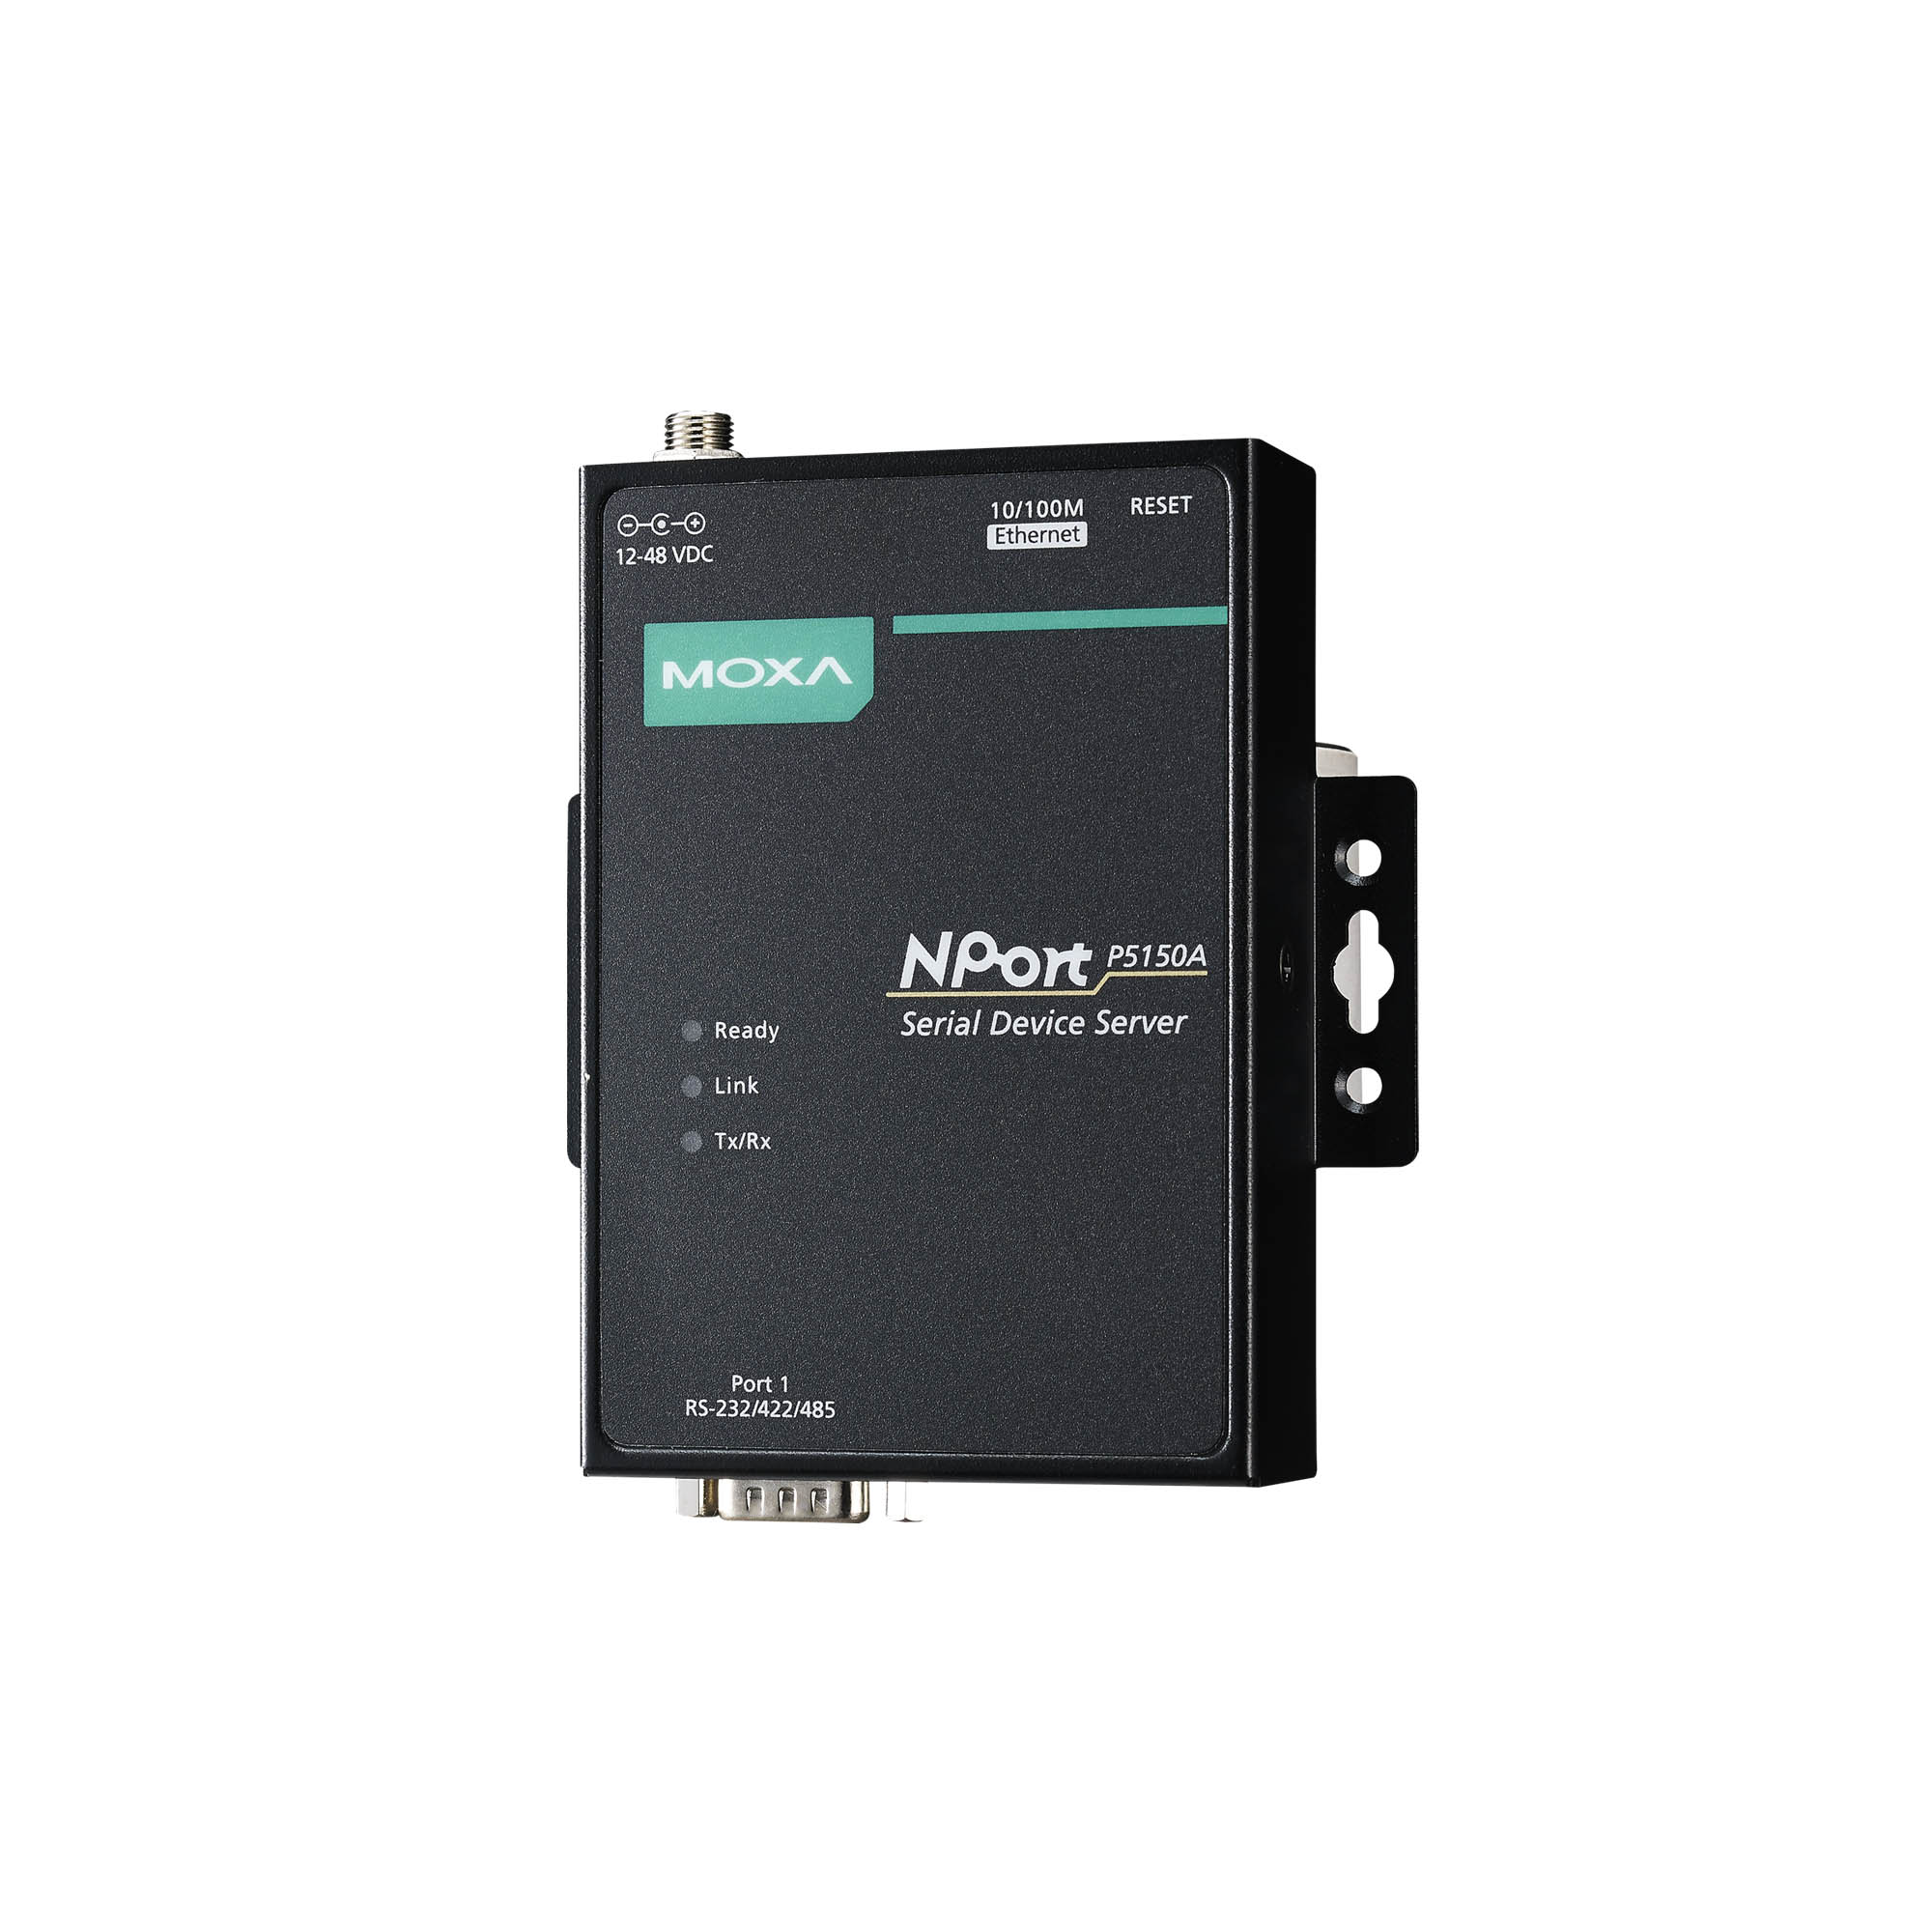 12-48 VDC
10/100M
Ethernet
RESET
MOXA
NPort P5150A
Serial Device Server
Ready
Link
Tx/Rx
Port 1
RS-232/422/485